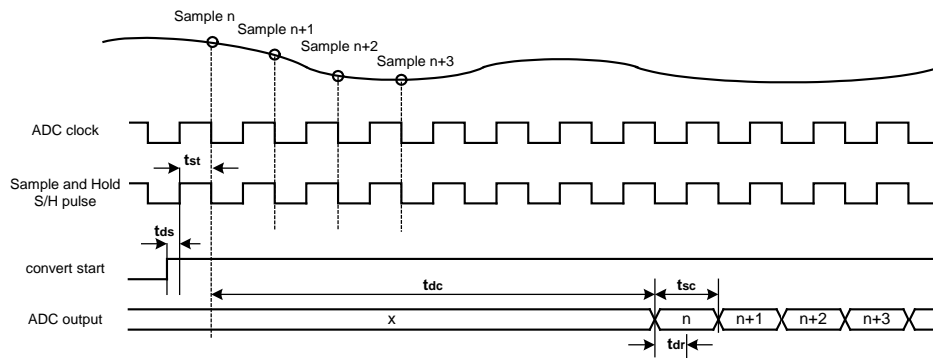 Sample n
Sample n+1
Sample n+2
Sample n+3
ADC clock
tst
Sample and Hold
S/H pulse
tds
convert start
tdc
tsc
ADC output
x
n
n+1
n+2
n+3
tdr